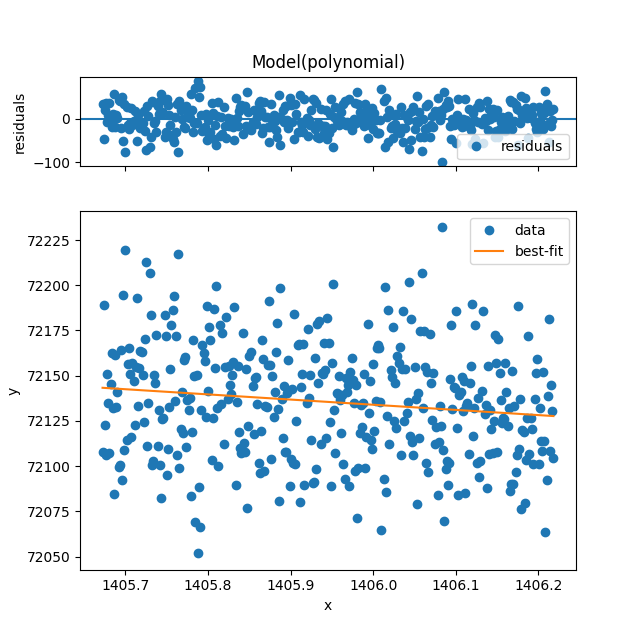 Model(polynomial)
residuals
0
−100
residuals
y
72225
72200
72175
72150
72125
72100
72075
72050
data
best-fit
1405.7
1405.8
1405.9
1406.0
1406.1
1406.2
x